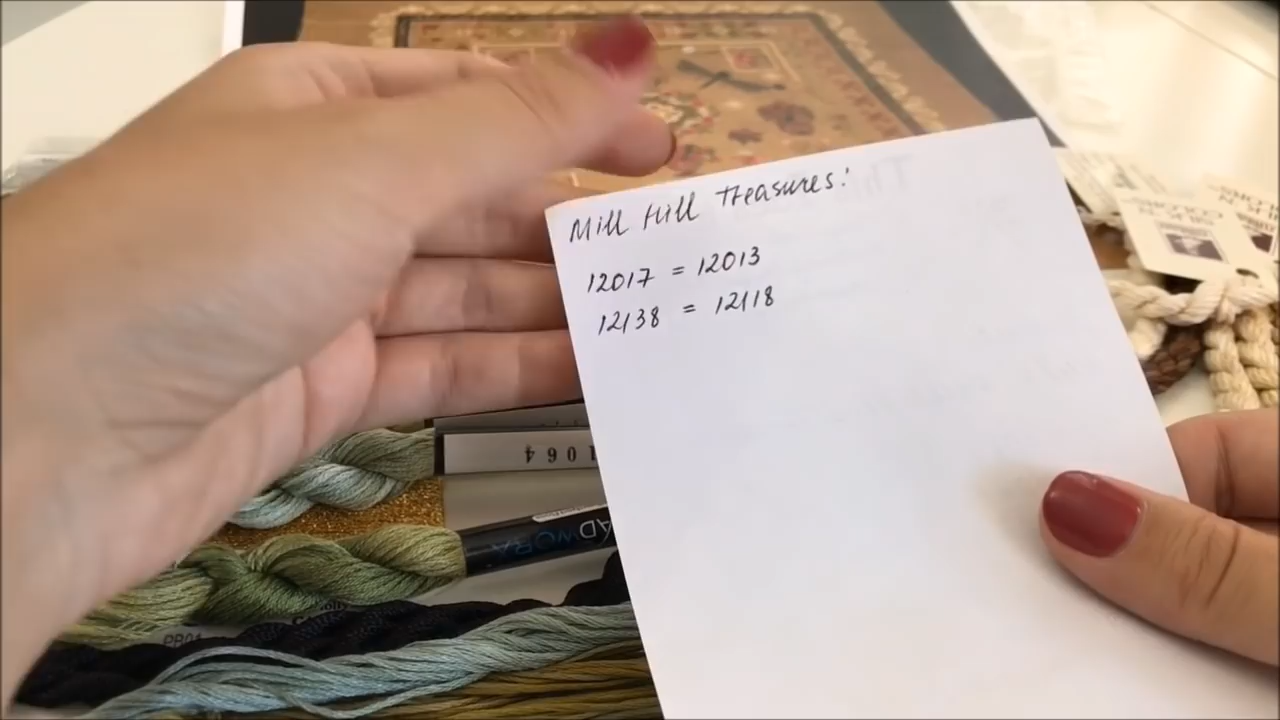 Mill Hill Treasures:
12017 = 12013
12138 = 12118
1064